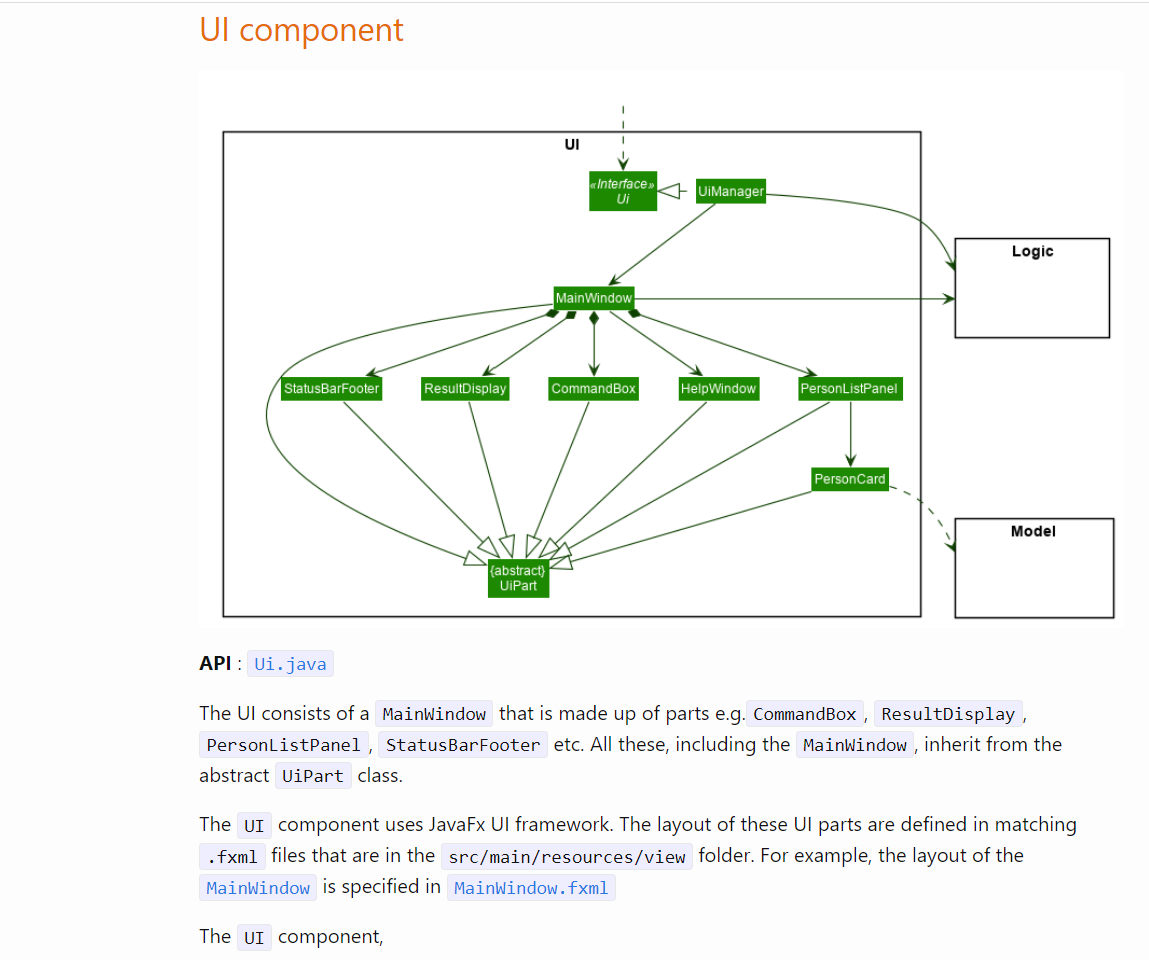 UI component
UI
«Interface»
Ui
UiManager
Logic
MainWindow
StatusBarFooter
ResultDisplay
CommandBox
HelpWindow
PersonListPanel
PersonCard
Model
{abstract}
UiPart
API : Ui.java
The UI consists of a MainWindow that is made up of parts e.g. CommandBox , ResultDisplay ,
PersonListPanel , StatusBarFooter etc. All these, including the MainWindow , inherit from the
abstract UiPart class.
The UI component uses JavaFx UI framework. The layout of these UI parts are defined in matching
.fxml files that are in the src/main/resources/view folder. For example, the layout of the
MainWindow is specified in MainWindow.fxml
The UI component,